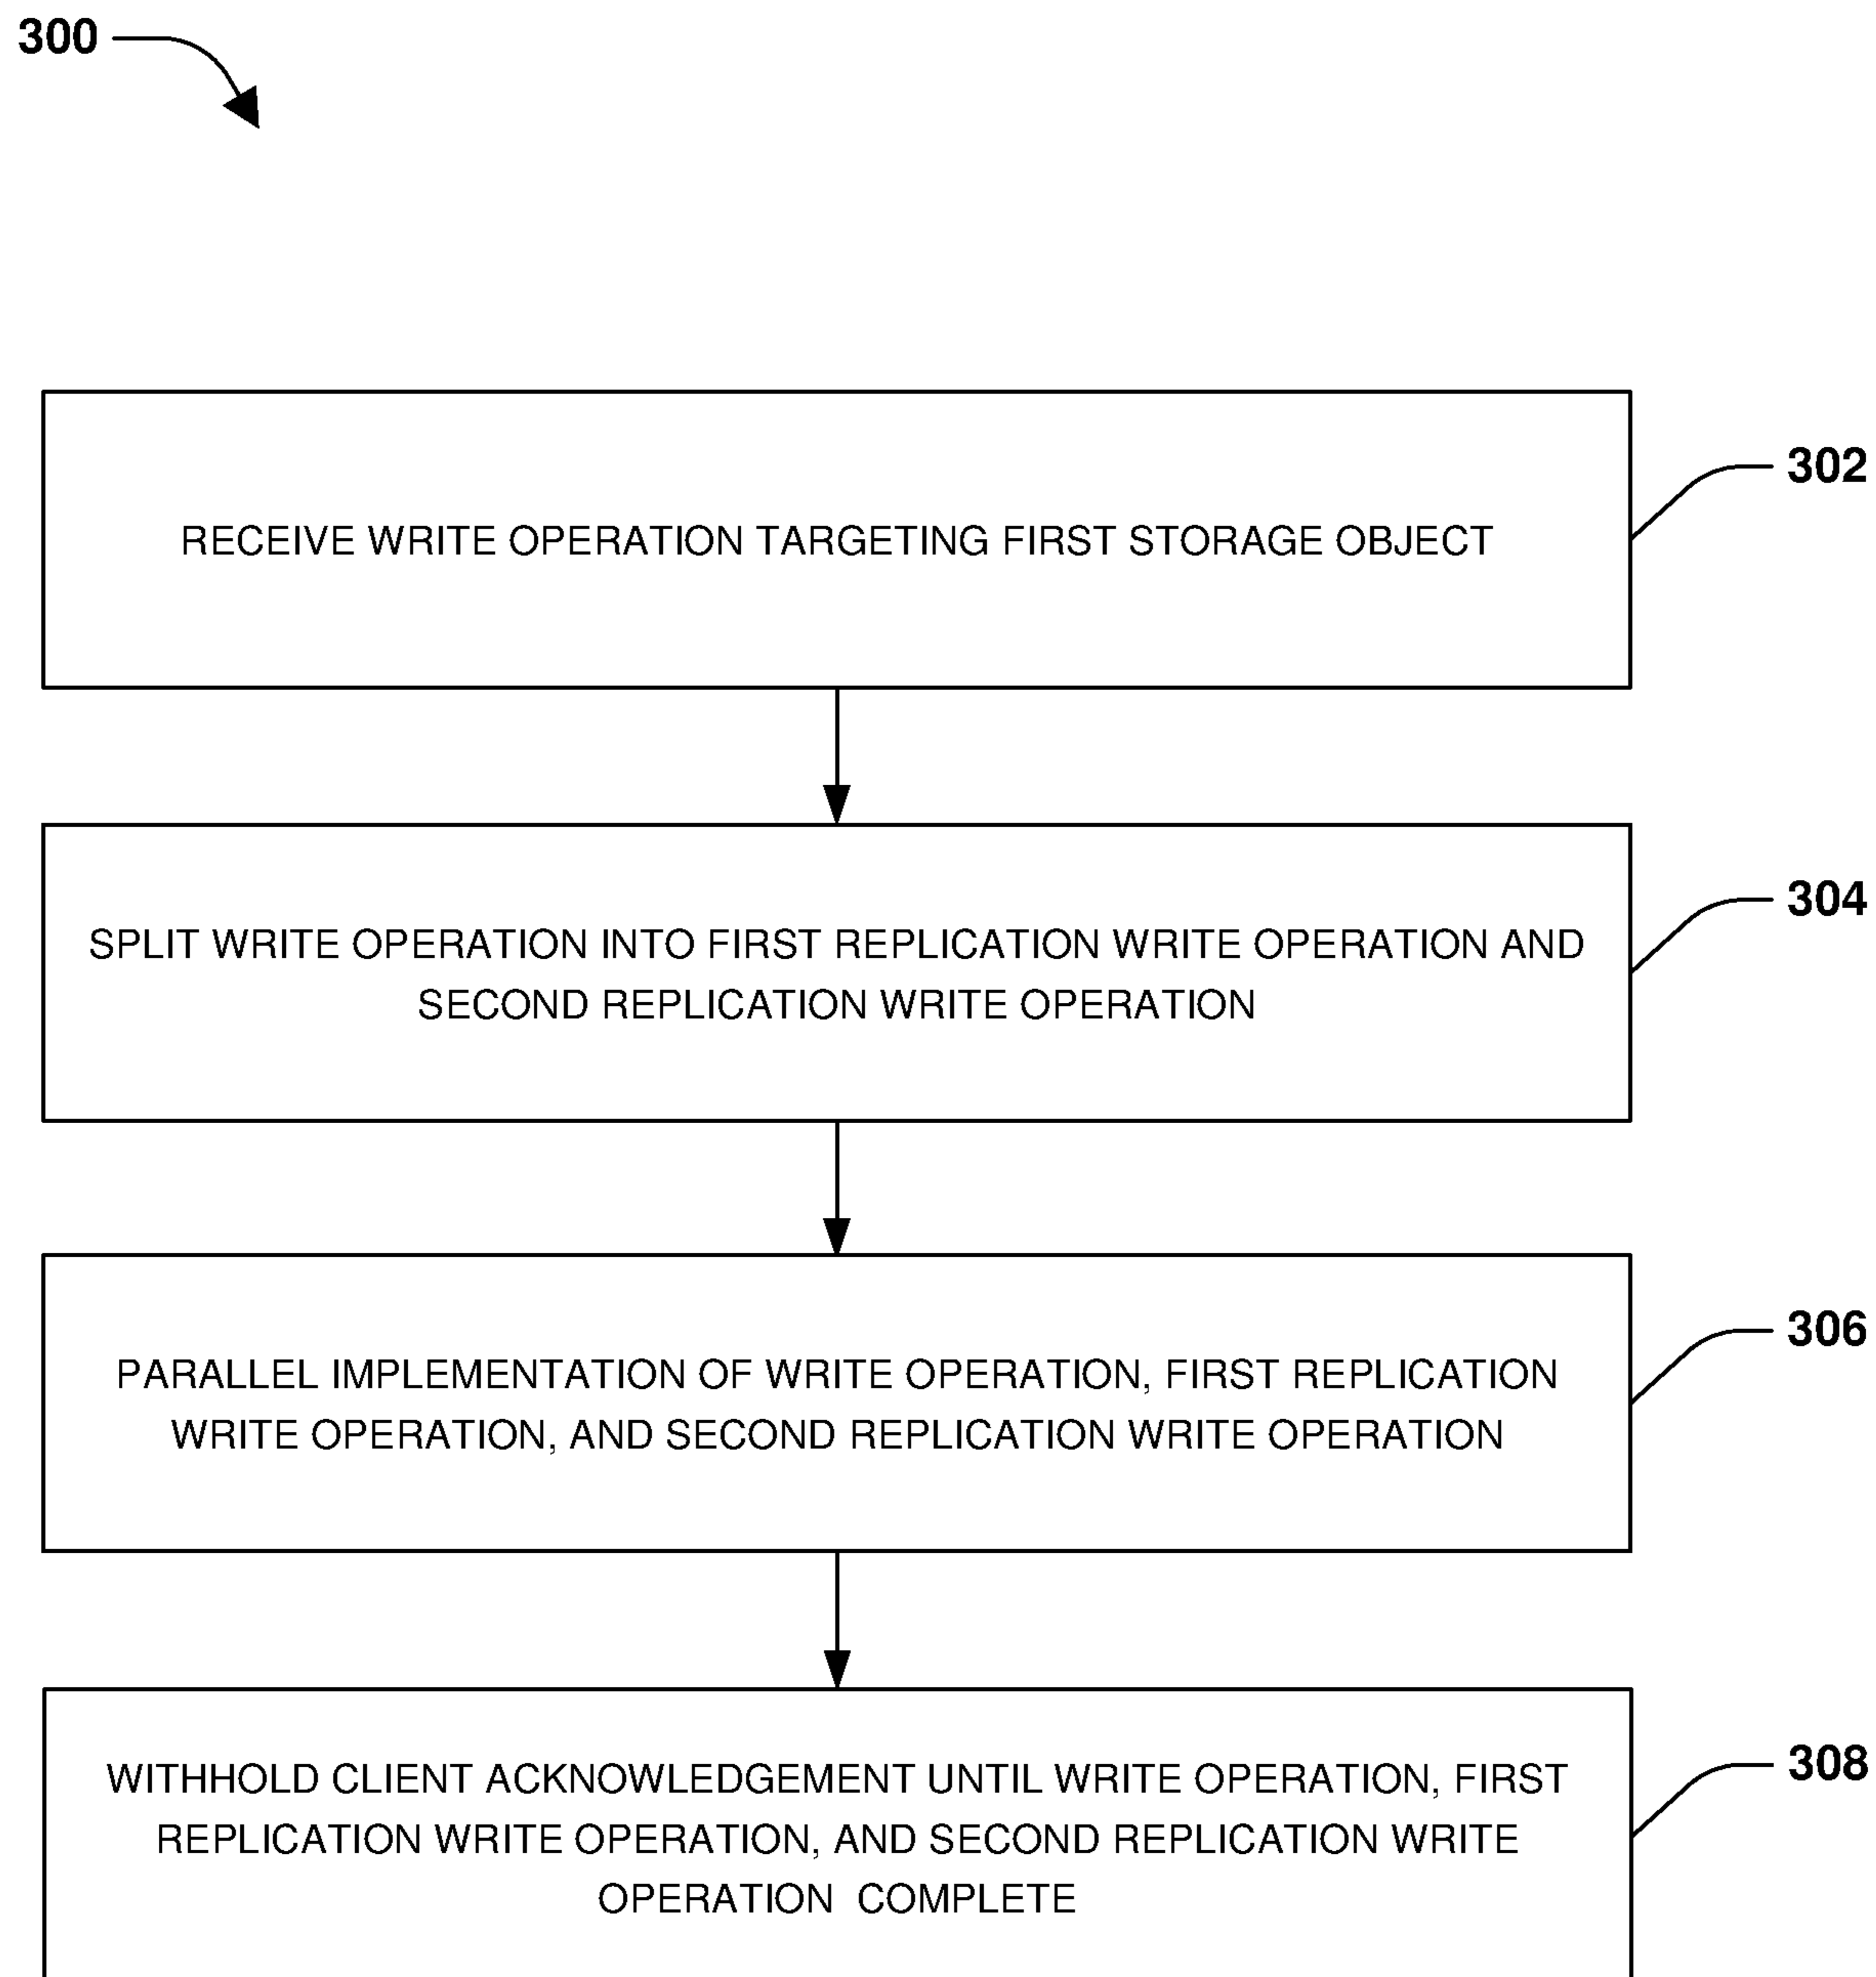 300
RECEIVE WRITE OPERATION TARGETING FIRST STORAGE OBJECT
302
SPLIT WRITE OPERATION INTO FIRST REPLICATION WRITE OPERATION AND
SECOND REPLICATION WRITE OPERATION
304
PARALLEL IMPLEMENTATION OF WRITE OPERATION, FIRST REPLICATION
WRITE OPERATION, AND SECOND REPLICATION WRITE OPERATION
306
WITHHOLD CLIENT ACKNOWLEDGEMENT UNTIL WRITE OPERATION, FIRST
REPLICATION WRITE OPERATION, AND SECOND REPLICATION WRITE
OPERATION COMPLETE
308